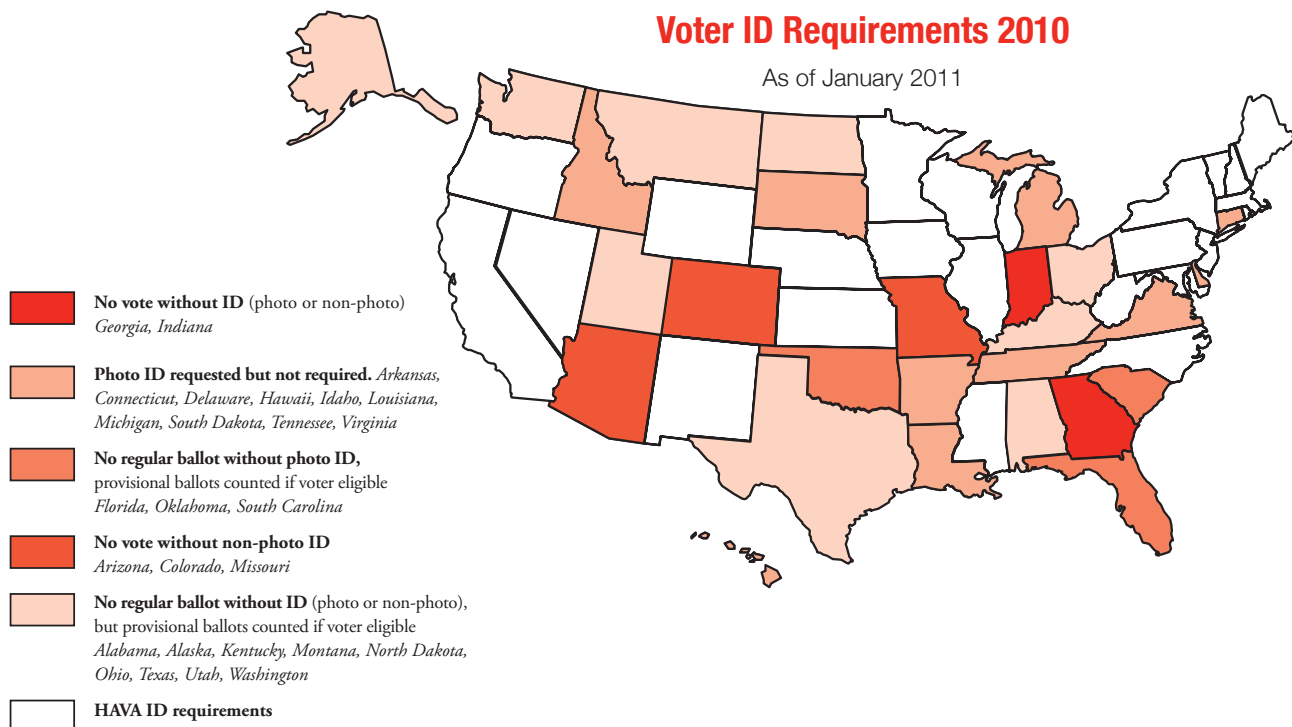 Voter ID Requirements 2010
As of January 2011
No vote without ID (photo or non-photo)
Georgia, Indiana
Photo ID requested but not required. Arkansas,
Connecticut, Delaware, Hawaii, Idaho, Louisiana,
Michigan, South Dakota, Tennessee, Virginia
No regular ballot without photo ID,
provisional ballots counted if voter eligible
Florida, Oklahoma, South Carolina
No vote without non-photo ID
Arizona, Colorado, Missouri
No regular ballot without ID (photo or non-photo),
but provisional ballots counted if voter eligible
Alabama, Alaska, Kentucky, Montana, North Dakota,
Ohio, Texas, Utah, Washington
HAVA ID requirements